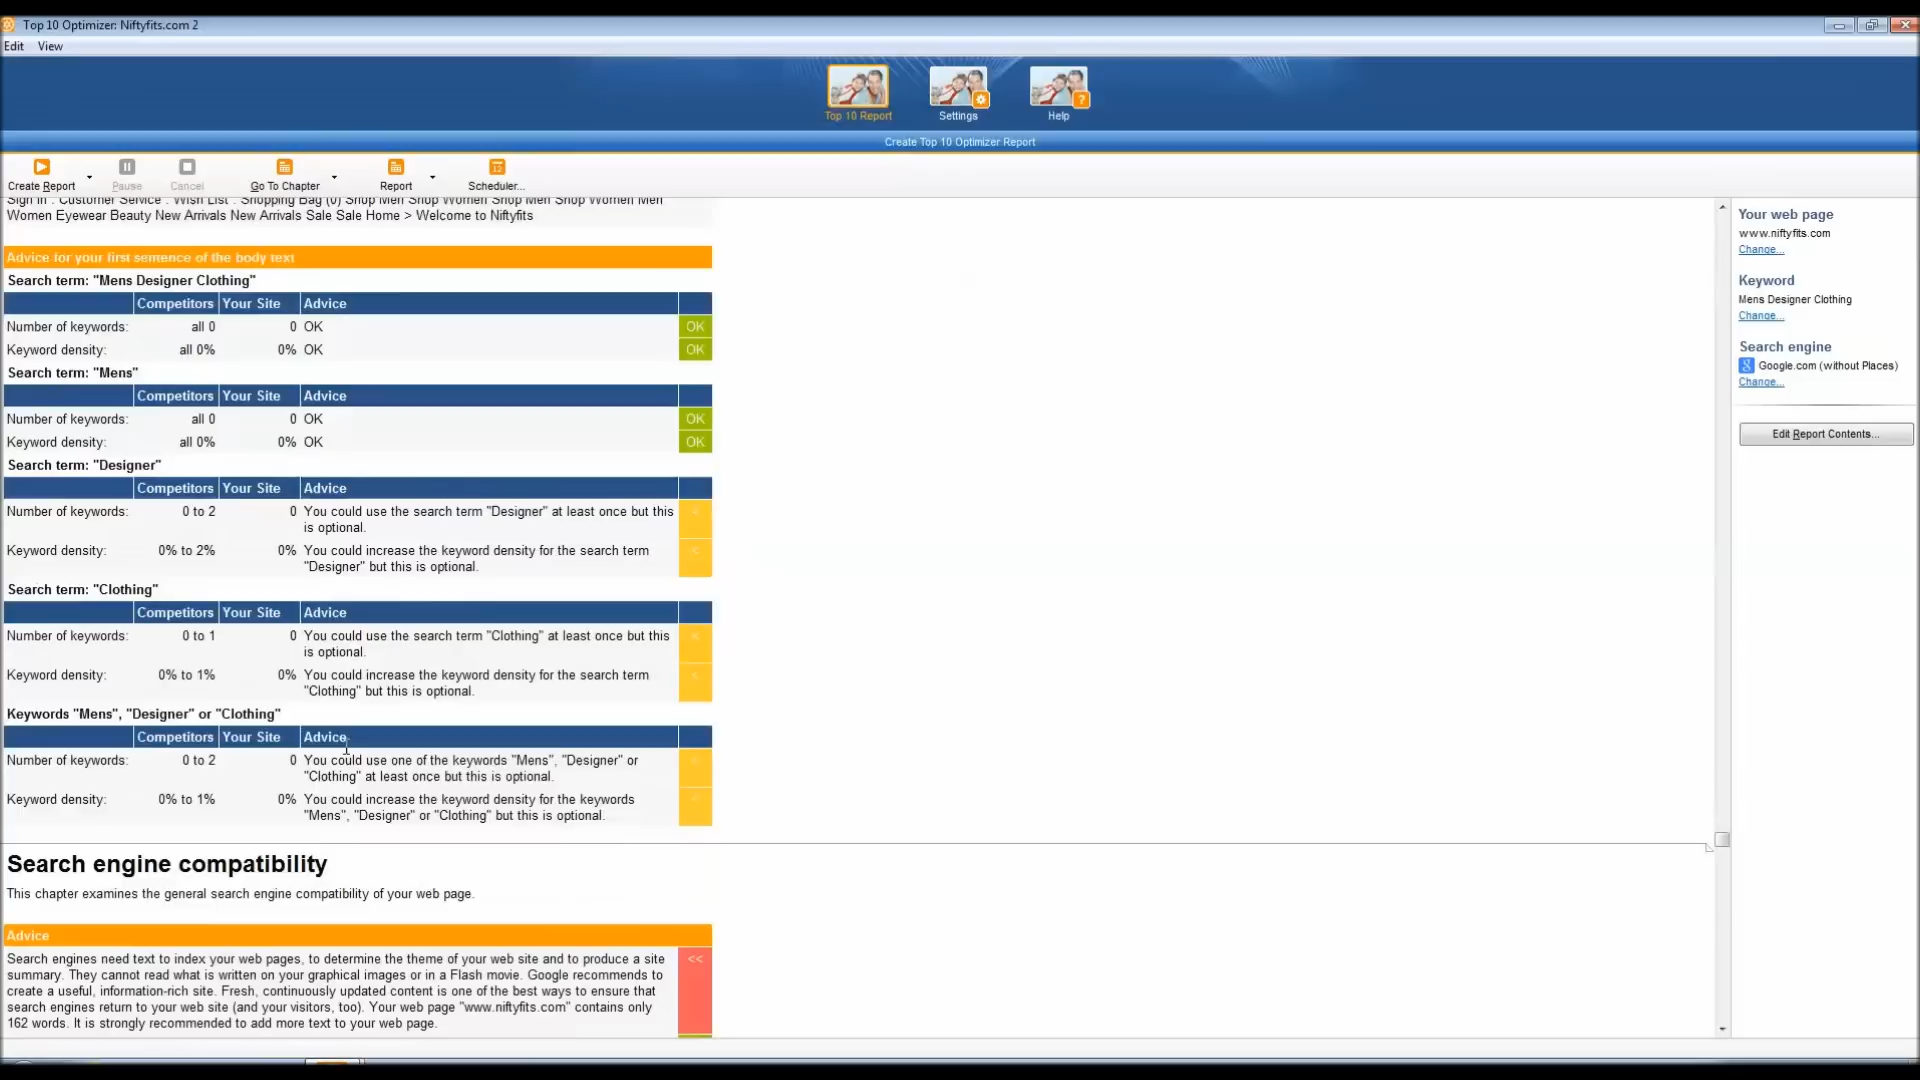 Top 10 Optimizer: Niftyfits.com 2
Edit View
Top 10 Report Settings Help
Create Top 10 Optimizer Report
Create Report Pause Cancel Go To Chapter Report Scheduler...
Sign In . Customer Service . Wish List . Shopping Bag (0) Shop Men Shop Women Shop Men Shop Women Men
Women Eyewear Beauty New Arrivals New Arrivals Sale Sale Home > Welcome to Niftyfits
Advice for your first sentence of the body text
Search term: "Mens Designer Clothing"
Competitors Your Site Advice
Number of keywords: all 0 0 OK OK
Keyword density: all 0% 0% OK OK
Search term: "Mens"
Competitors Your Site Advice
Number of keywords: all 0 0 OK OK
Keyword density: all 0% 0% OK OK
Search term: "Designer"
Competitors Your Site Advice
Number of keywords: 0 to 2 0 You could use the search term "Designer" at least once but this
is optional.
Keyword density: 0% to 2% 0% You could increase the keyword density for the search term
"Designer" but this is optional.
Search term: "Clothing"
Competitors Your Site Advice
Number of keywords: 0 to 1 0 You could use the search term "Clothing" at least once but this
is optional.
Keyword density: 0% to 1% 0% You could increase the keyword density for the search term
"Clothing" but this is optional.
Keywords "Mens", "Designer" or "Clothing"
Competitors Your Site Advice
Number of keywords: 0 to 2 0 You could use one of the keywords "Mens", "Designer" or
"Clothing" at least once but this is optional.
Keyword density: 0% to 1% 0% You could increase the keyword density for the keywords
"Mens", "Designer" or "Clothing" but this is optional.
Search engine compatibility
This chapter examines the general search engine compatibility of your web page.
Advice
Search engines need text to index your web pages, to determine the theme of your web site and to produce a site <<
summary. They cannot read what is written on your graphical images or in a Flash movie. Google recommends to
create a useful, information-rich site. Fresh, continuously updated content is one of the best ways to ensure that
search engines return to your web site (and your visitors, too). Your web page "www.niftyfits.com" contains only
162 words. It is strongly recommended to add more text to your web page.
Your web page
www.niftyfits.com
Change...
Keyword
Mens Designer Clothing
Change...
Search engine
Google.com (without Places)
Change...
Edit Report Contents...